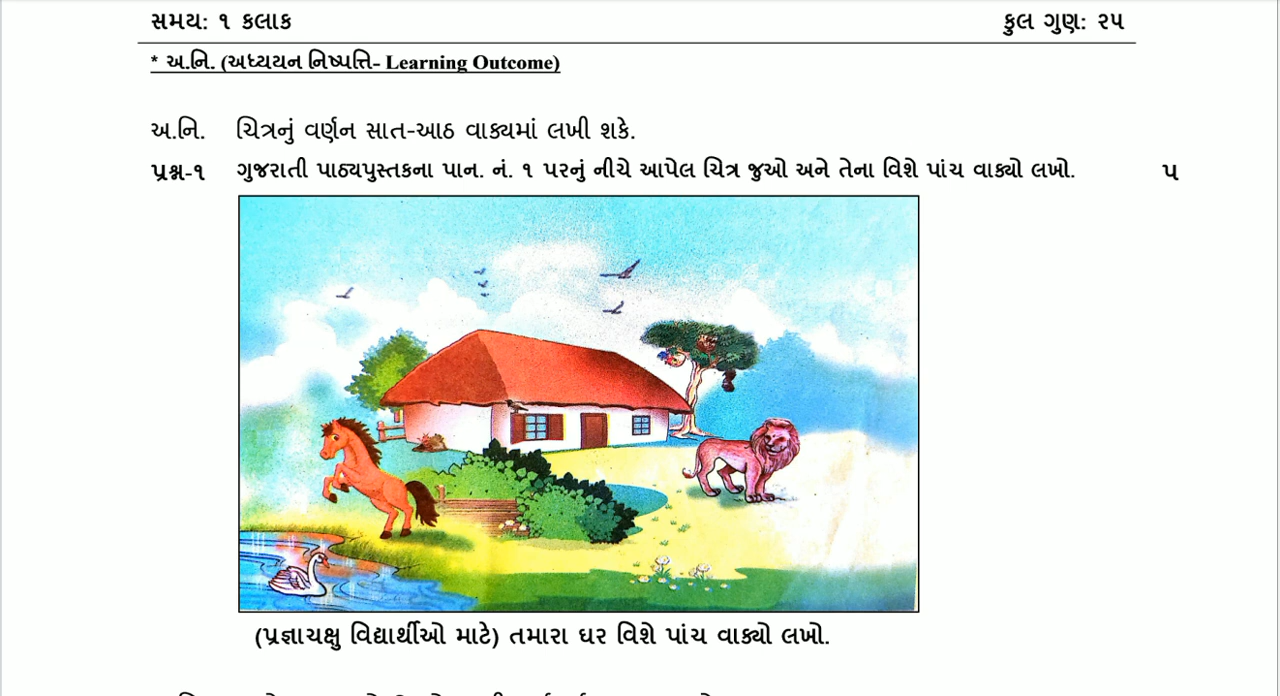 સમય: ૧ કલાક કુલ ગુણ: ૨૫
* અ.નિ. (અધ્યયન નિષ્પત્તિ- Learning Outcome)
અ.નિ. ચિત્રનું વર્ણન સાત-આઠ વાક્યમાં લખી શકે.
પ્રશ્ન-૧ ગુજરાતી પાઠ્યપુસ્તકના પાન. નં. ૧ પરનું નીચે આપેલ ચિત્ર જુઓ અને તેના વિશે પાંચ વાક્યો લખો. ૫
(પ્રજ્ઞાચક્ષુ વિદ્યાર્થીઓ માટે) તમારા ઘર વિશે પાંચ વાક્યો લખો.